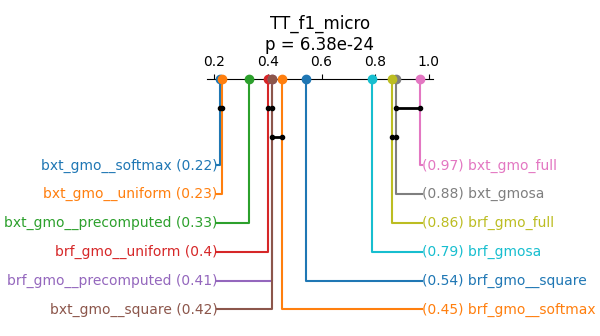 TT_f1_micro
p = 6.38e-24
0.2 0.4 0.6 0.8 1.0
bxt_gmo__softmax (0.22) (0.97) bxt_gmo_full
bxt_gmo__uniform (0.23) (0.88) bxt_gmosa
bxt_gmo__precomputed (0.33) (0.86) brf_gmo_full
brf_gmo__uniform (0.4) (0.79) brf_gmosa
brf_gmo__precomputed (0.41) (0.54) brf_gmo__square
bxt_gmo__square (0.42) (0.45) brf_gmo__softmax